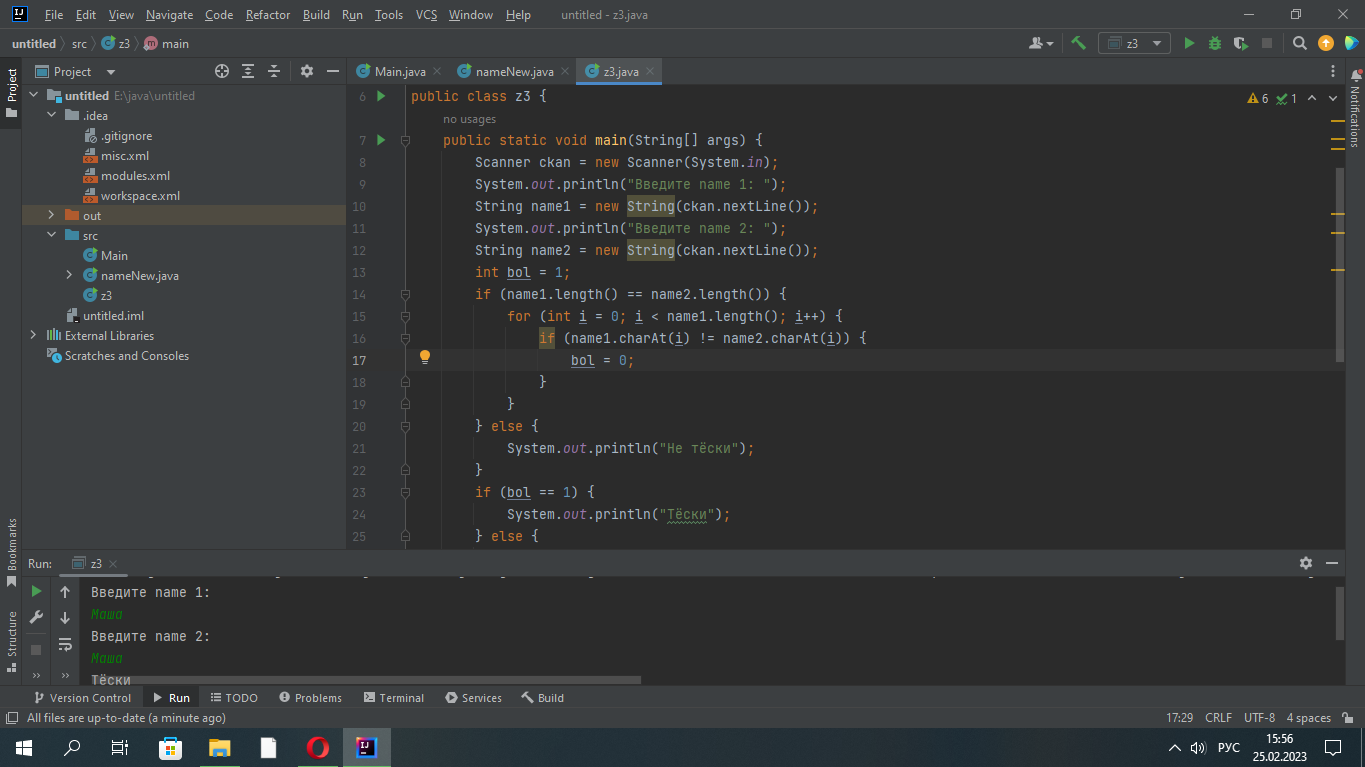 File Edit View Navigate Code Refactor Build Run Tools VCS Window Help untitled - z3.java
untitled src z3 main z3
Project
Main.java nameNew.java z3.java
Project
untitled E:\java\untitled
.idea
.gitignore
misc.xml
modules.xml
workspace.xml
out
src
Main
nameNew.java
z3
untitled.iml
External Libraries
Scratches and Consoles
6 public class z3 {
no usages
7 public static void main(String[] args) {
8 Scanner ckan = new Scanner(System.in);
9 System.out.println("Введите name 1: ");
10 String name1 = new String(ckan.nextLine());
11 System.out.println("Введите name 2: ");
12 String name2 = new String(ckan.nextLine());
13 int bol = 1;
14 if (name1.length() == name2.length()) {
15 for (int i = 0; i < name1.length(); i++) {
16 if (name1.charAt(i) != name2.charAt(i)) {
17 bol = 0;
18 }
19 }
20 } else {
21 System.out.println("Не тёски");
22 }
23 if (bol == 1) {
24 System.out.println("Тёски");
25 } else {
6 1
Notifications
Bookmarks
Structure
Run: z3
Введите name 1:
Маша
Введите name 2:
Маша
Тёски
Version Control Run TODO Problems Terminal Services Build
All files are up-to-date (a minute ago) 17:29 CRLF UTF-8 4 spaces
РУС 15:56
25.02.2023